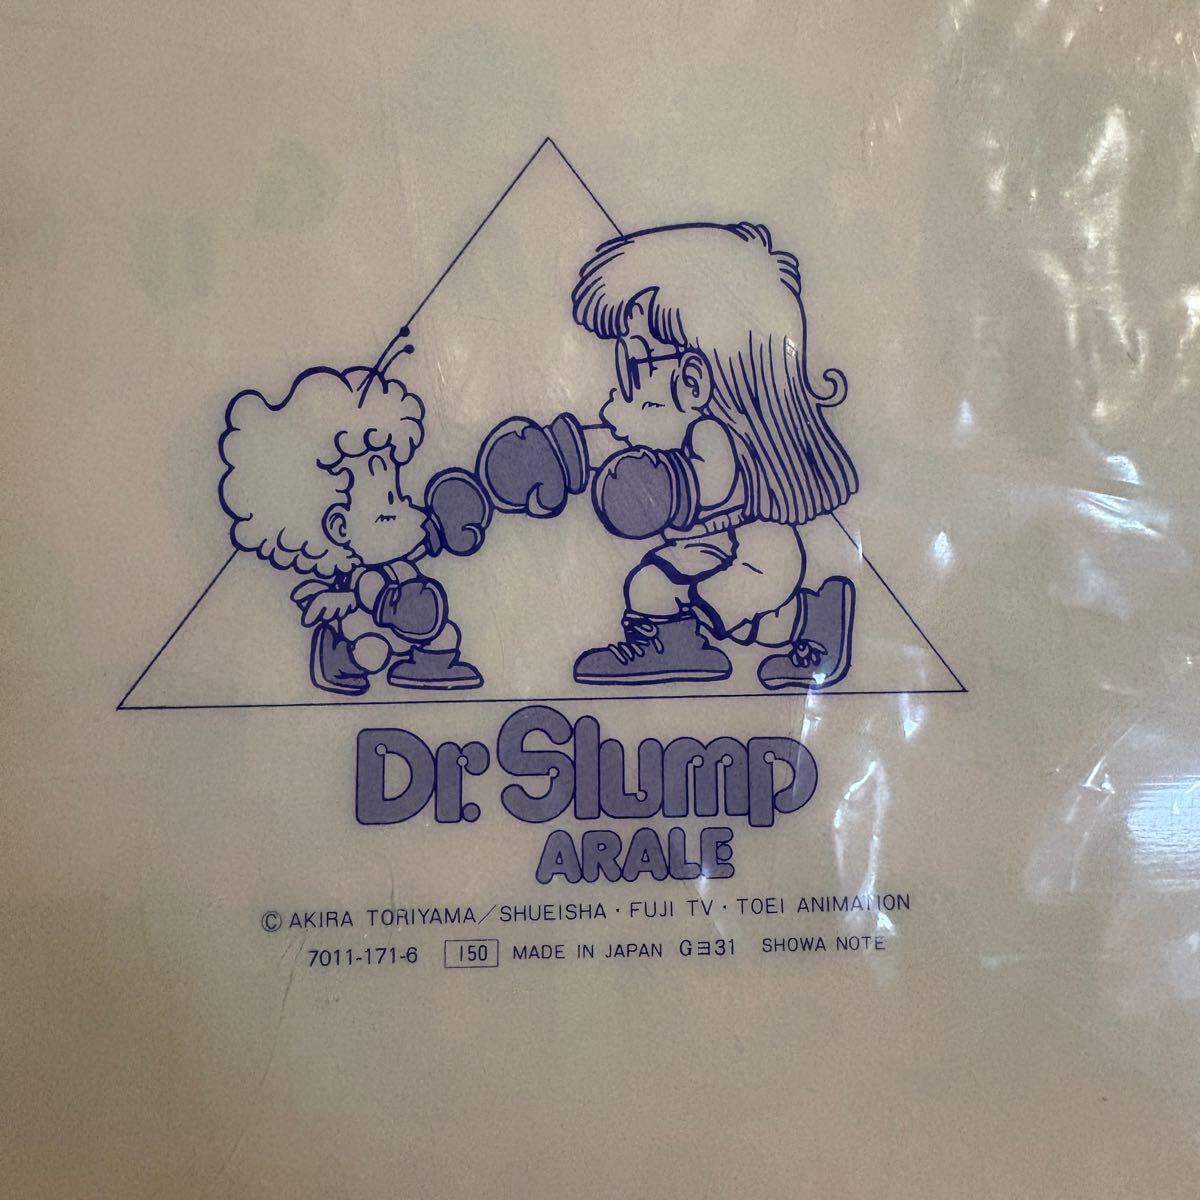 Dr. Slump
ARALE
© AKIRA TORIYAMA/SHUEISHA・FUJI TV・TOEI ANIMATION
7011-171-6 150 MADE IN JAPAN Gヨ31 SHOWA NOTE